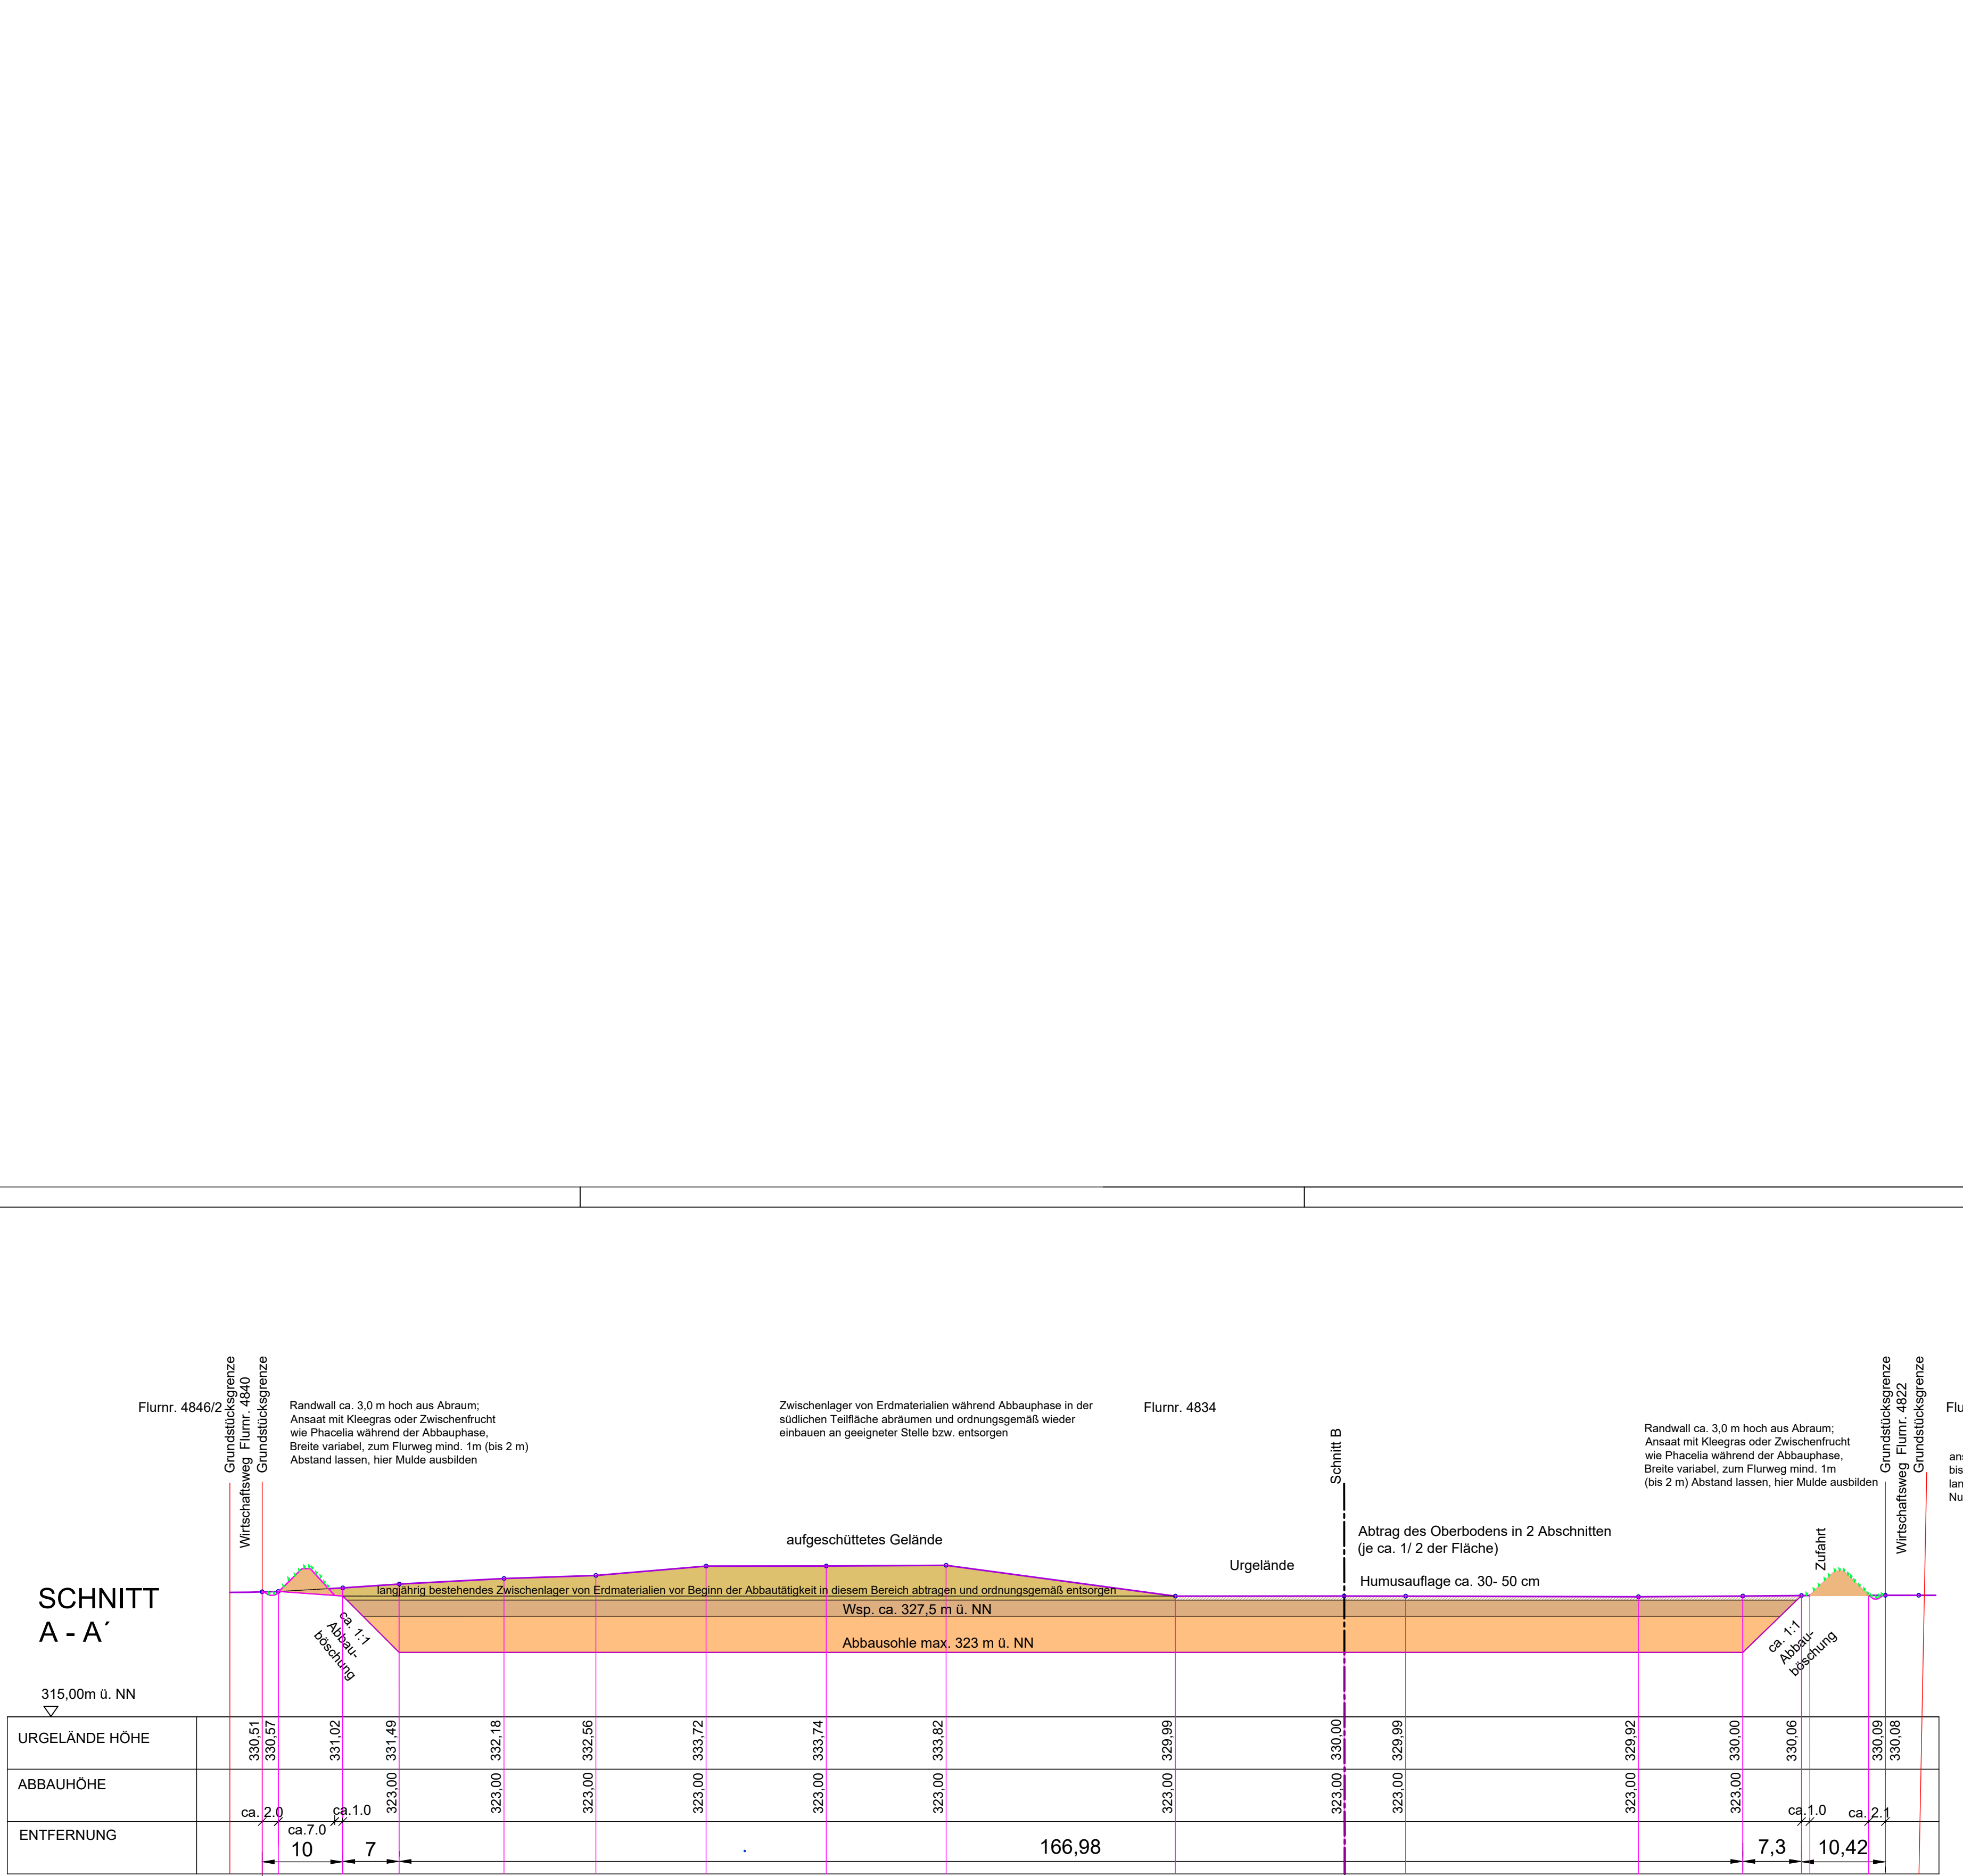 Grundstücksgrenze
Wirtschaftsweg Flurnr. 4840
Grundstücksgrenze
Flurnr. 4846/2
Randwall ca. 3,0 m hoch aus Abraum;
Ansaat mit Kleegras oder Zwischenfrucht
wie Phacelia während der Abbauphase,
Breite variabel, zum Flurweg mind. 1m (bis 2 m)
Abstand lassen, hier Mulde ausbilden
Zwischenlager von Erdmaterialien während Abbauphase in der
südlichen Teilfläche abräumen und ordnungsgemäß wieder
einbauen an geeigneter Stelle bzw. entsorgen
Flurnr. 4834
Schnitt B
Randwall ca. 3,0 m hoch aus Abraum;
Ansaat mit Kleegras oder Zwischenfrucht
wie Phacelia während der Abbauphase,
Breite variabel, zum Flurweg mind. 1m
(bis 2 m) Abstand lassen, hier Mulde ausbilden
Grundstücksgrenze
Wirtschaftsweg Flurnr. 4822
Grundstücksgrenze
Flu
ans
bis
lan
Nu
aufgeschüttetes Gelände
Urgelände
Abtrag des Oberbodens in 2 Abschnitten
(je ca. 1/ 2 der Fläche)
Humusauflage ca. 30- 50 cm
Zufahrt
langjährig bestehendes Zwischenlager von Erdmaterialien vor Beginn der Abbautätigkeit in diesem Bereich abtragen und ordnungsgemäß entsorgen
Wsp. ca. 327,5 m ü. NN
Abbausohle max. 323 m ü. NN
ca. 1:1
Abbau-
böschung
ca. 1:1
Abbau-
böschung
SCHNITT
A - A´
315,00m ü. NN
URGELÄNDE HÖHE
330,51 330,57 331,02 331,49 332,18 332,56 333,72 333,74 333,82 329,99 330,00 329,99 329,92 330,00 330,06 330,09 330,08
ABBAUHÖHE
323,00 323,00 323,00 323,00 323,00 323,00 323,00 323,00 323,00 323,00 323,00
ca. 2.0 ca.7.0 ca.1.0 ca.1.0 ca. 2.1
ENTFERNUNG
10 7 166,98 7,3 10,42